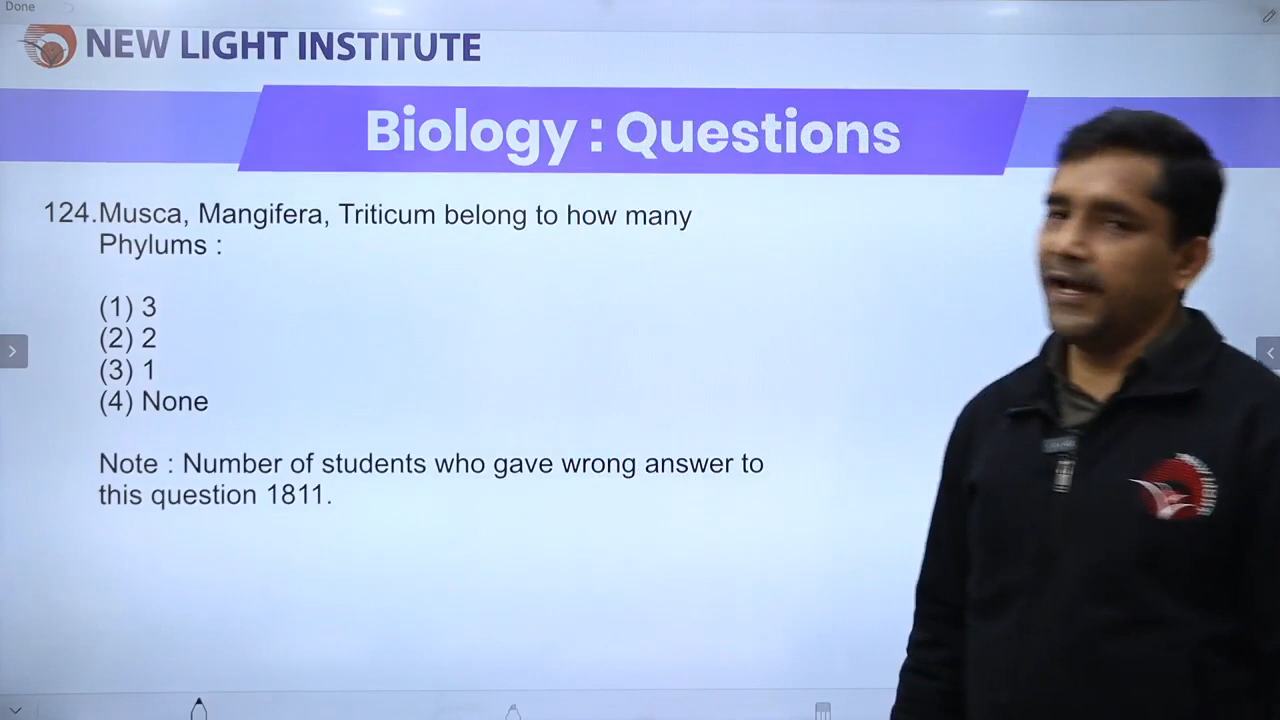 Done
NEW LIGHT INSTITUTE
Biology : Questions
124.Musca, Mangifera, Triticum belong to how many
Phylums :
(1) 3
(2) 2
(3) 1
(4) None
Note : Number of students who gave wrong answer to
this question 1811.